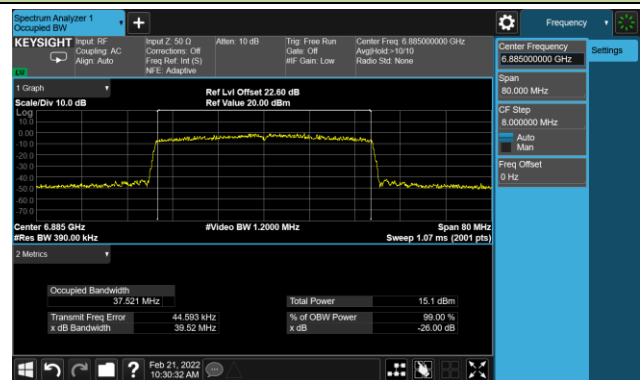 Spectrum Analyzer 1
Occupied BW
Frequency
KEYSIGHT
Input: RF
Coupling: AC
Align: Auto
Input Z: 50 Ω
Corrections: Off
Freq Ref: Int (S)
NFE: Adaptive
Atten: 10 dB
Trig: Free Run
Gate: Off
#IF Gain: Low
Center Freq: 6.885000000 GHz
Avg|Hold:>10/10
Radio Std: None
Center Frequency
6.885000000 GHz
Settings
Span
80.000 MHz
CF Step
8.000000 MHz
Auto
Man
Freq Offset
0 Hz
1 Graph
Scale/Div 10.0 dB
Ref Lvl Offset 22.60 dB
Ref Value 20.00 dBm
Log
10.0
0.00
-10.0
-20.0
-30.0
-40.0
-50.0
-60.0
-70.0
Center 6.885 GHz
#Video BW 1.2000 MHz
Span 80 MHz
#Res BW 390.00 kHz
Sweep 1.07 ms (2001 pts)
2 Metrics
Occupied Bandwidth
37.521 MHz
Total Power 15.1 dBm
Transmit Freq Error 44.593 kHz
% of OBW Power 99.00 %
x dB Bandwidth 39.52 MHz
x dB -26.00 dB
?
Feb 21, 2022
10:30:32 AM